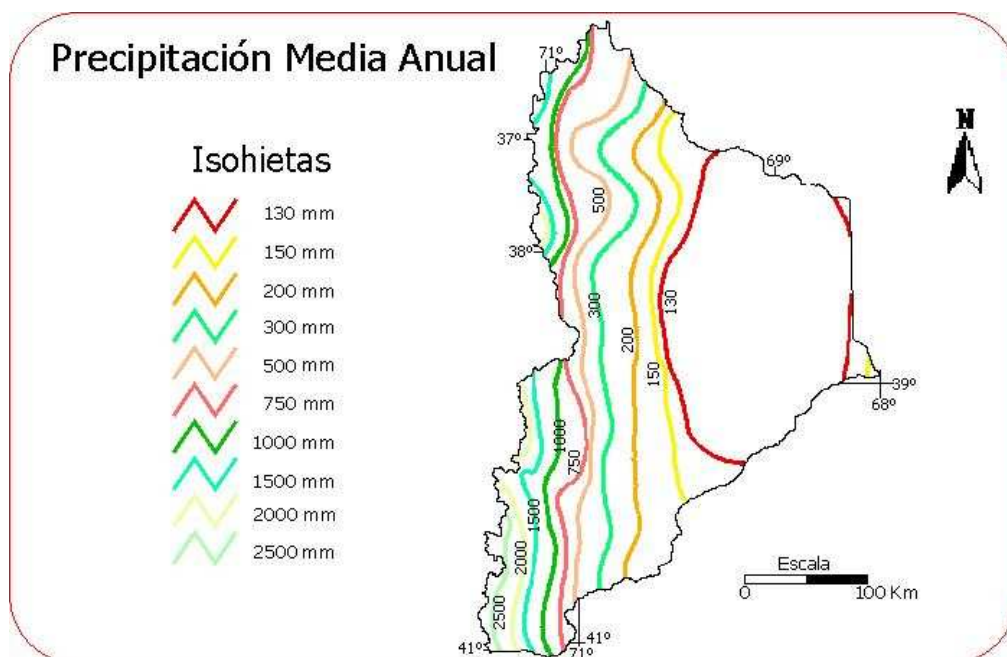 Precipitación Media Anual
Isohietas
130 mm
150 mm
200 mm
300 mm
500 mm
750 mm
1000 mm
1500 mm
2000 mm
2500 mm
71º
37º
69º
N
500
38º
300
130
200
150
39º
68º
1000
750
1500
2000
2500
Escala
0
100 Km
41º
41º
71º